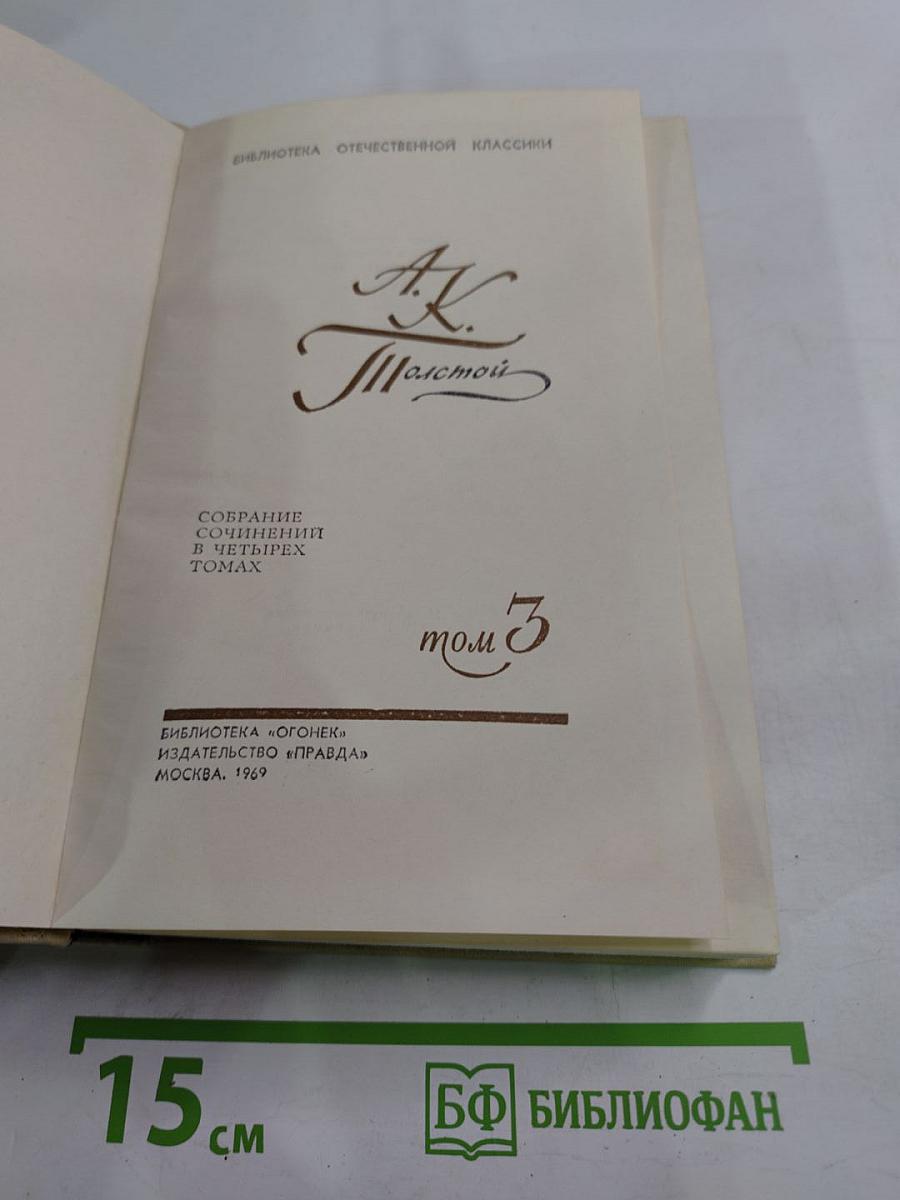 БИБЛИОТЕКА ОТЕЧЕСТВЕННОЙ КЛАССИКИ
А.К.
Толстой
СОБРАНИЕ
СОЧИНЕНИЙ
В ЧЕТЫРЕХ
ТОМАХ
том 3
БИБЛИОТЕКА «ОГОНЕК»
ИЗДАТЕЛЬСТВО «ПРАВДА»
МОСКВА. 1969
15 см
БФ БИБЛИОФАН